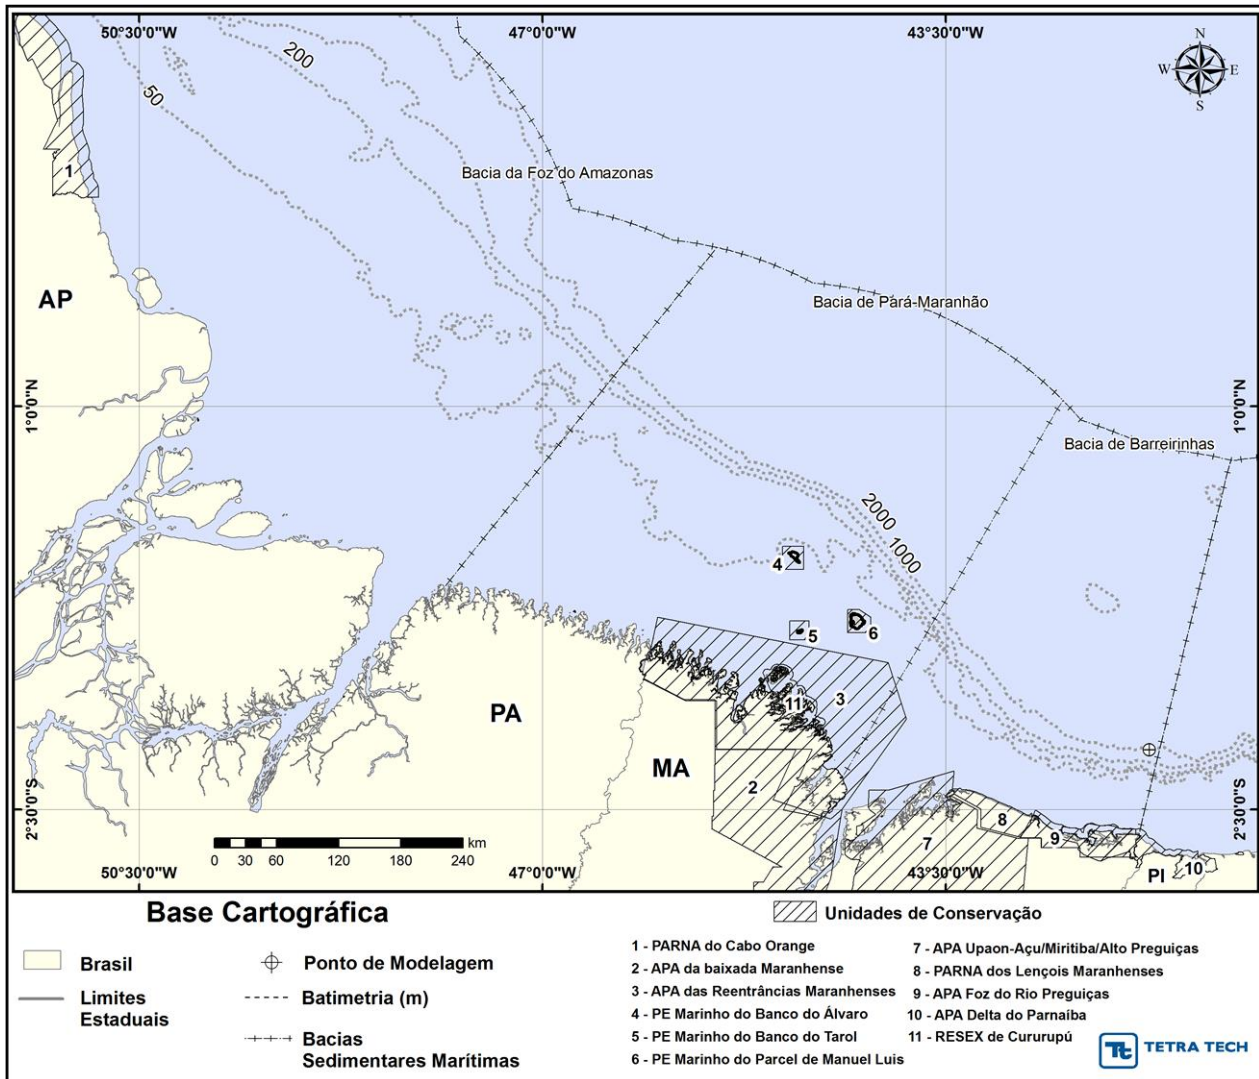 50°30'0"W
47°0'0"W
43°30'0"W
N
W
E
S
200
50
1
Bacia da Foz do Amazonas
AP
Bacia de Pará-Maranhão
1°0'0"N
1°0'0"N
Bacia de Barreirinhas
2000
1000
4
5
6
3
11
PA
MA
2
2°30'0"S
2°30'0"S
8
7
9
10
PI
km
0 30 60 120 180 240
50°30'0"W
47°0'0"W
43°30'0"W
Base Cartográfica
Brasil
Limites
Estaduais
Ponto de Modelagem
Batimetria (m)
Bacias
Sedimentares Marítimas
Unidades de Conservação
1 - PARNA do Cabo Orange
2 - APA da baixada Maranhense
3 - APA das Reentrâncias Maranhenses
4 - PE Marinho do Banco do Álvaro
5 - PE Marinho do Banco do Tarol
6 - PE Marinho do Parcel de Manuel Luis
7 - APA Upaon-Açu/Miritiba/Alto Preguiças
8 - PARNA dos Lençois Maranhenses
9 - APA Foz do Rio Preguiças
10 - APA Delta do Parnaíba
11 - RESEX de Cururupú
Tt TETRA TECH